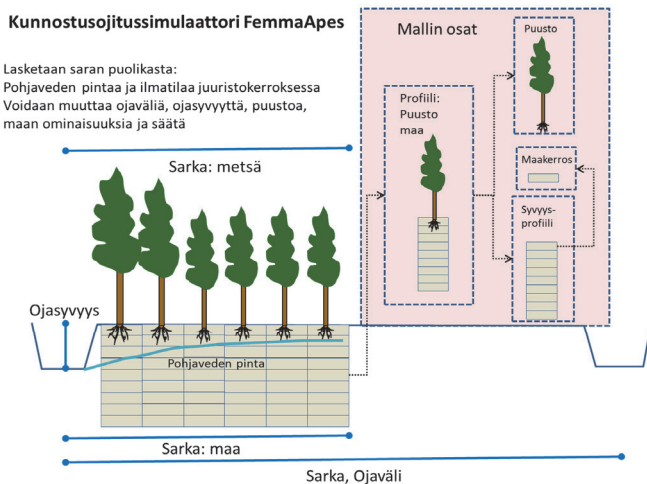 Kunnostusojitussimulaattori FemmaApes
Lasketaan saran puolikasta:
Pohjaveden pintaa ja ilmatilaa juuristokerroksessa
Voidaan muuttaa ojaväliä, ojasyvyyttä, puustoa,
maan ominaisuuksia ja säätä
Sarka: metsä
Ojasyvyys
Pohjaveden pinta
Sarka: maa
Sarka, Ojaväli
Mallin osat
Profiili:
Puusto
maa
Puusto
Maakerros
Syvyys-
profiili